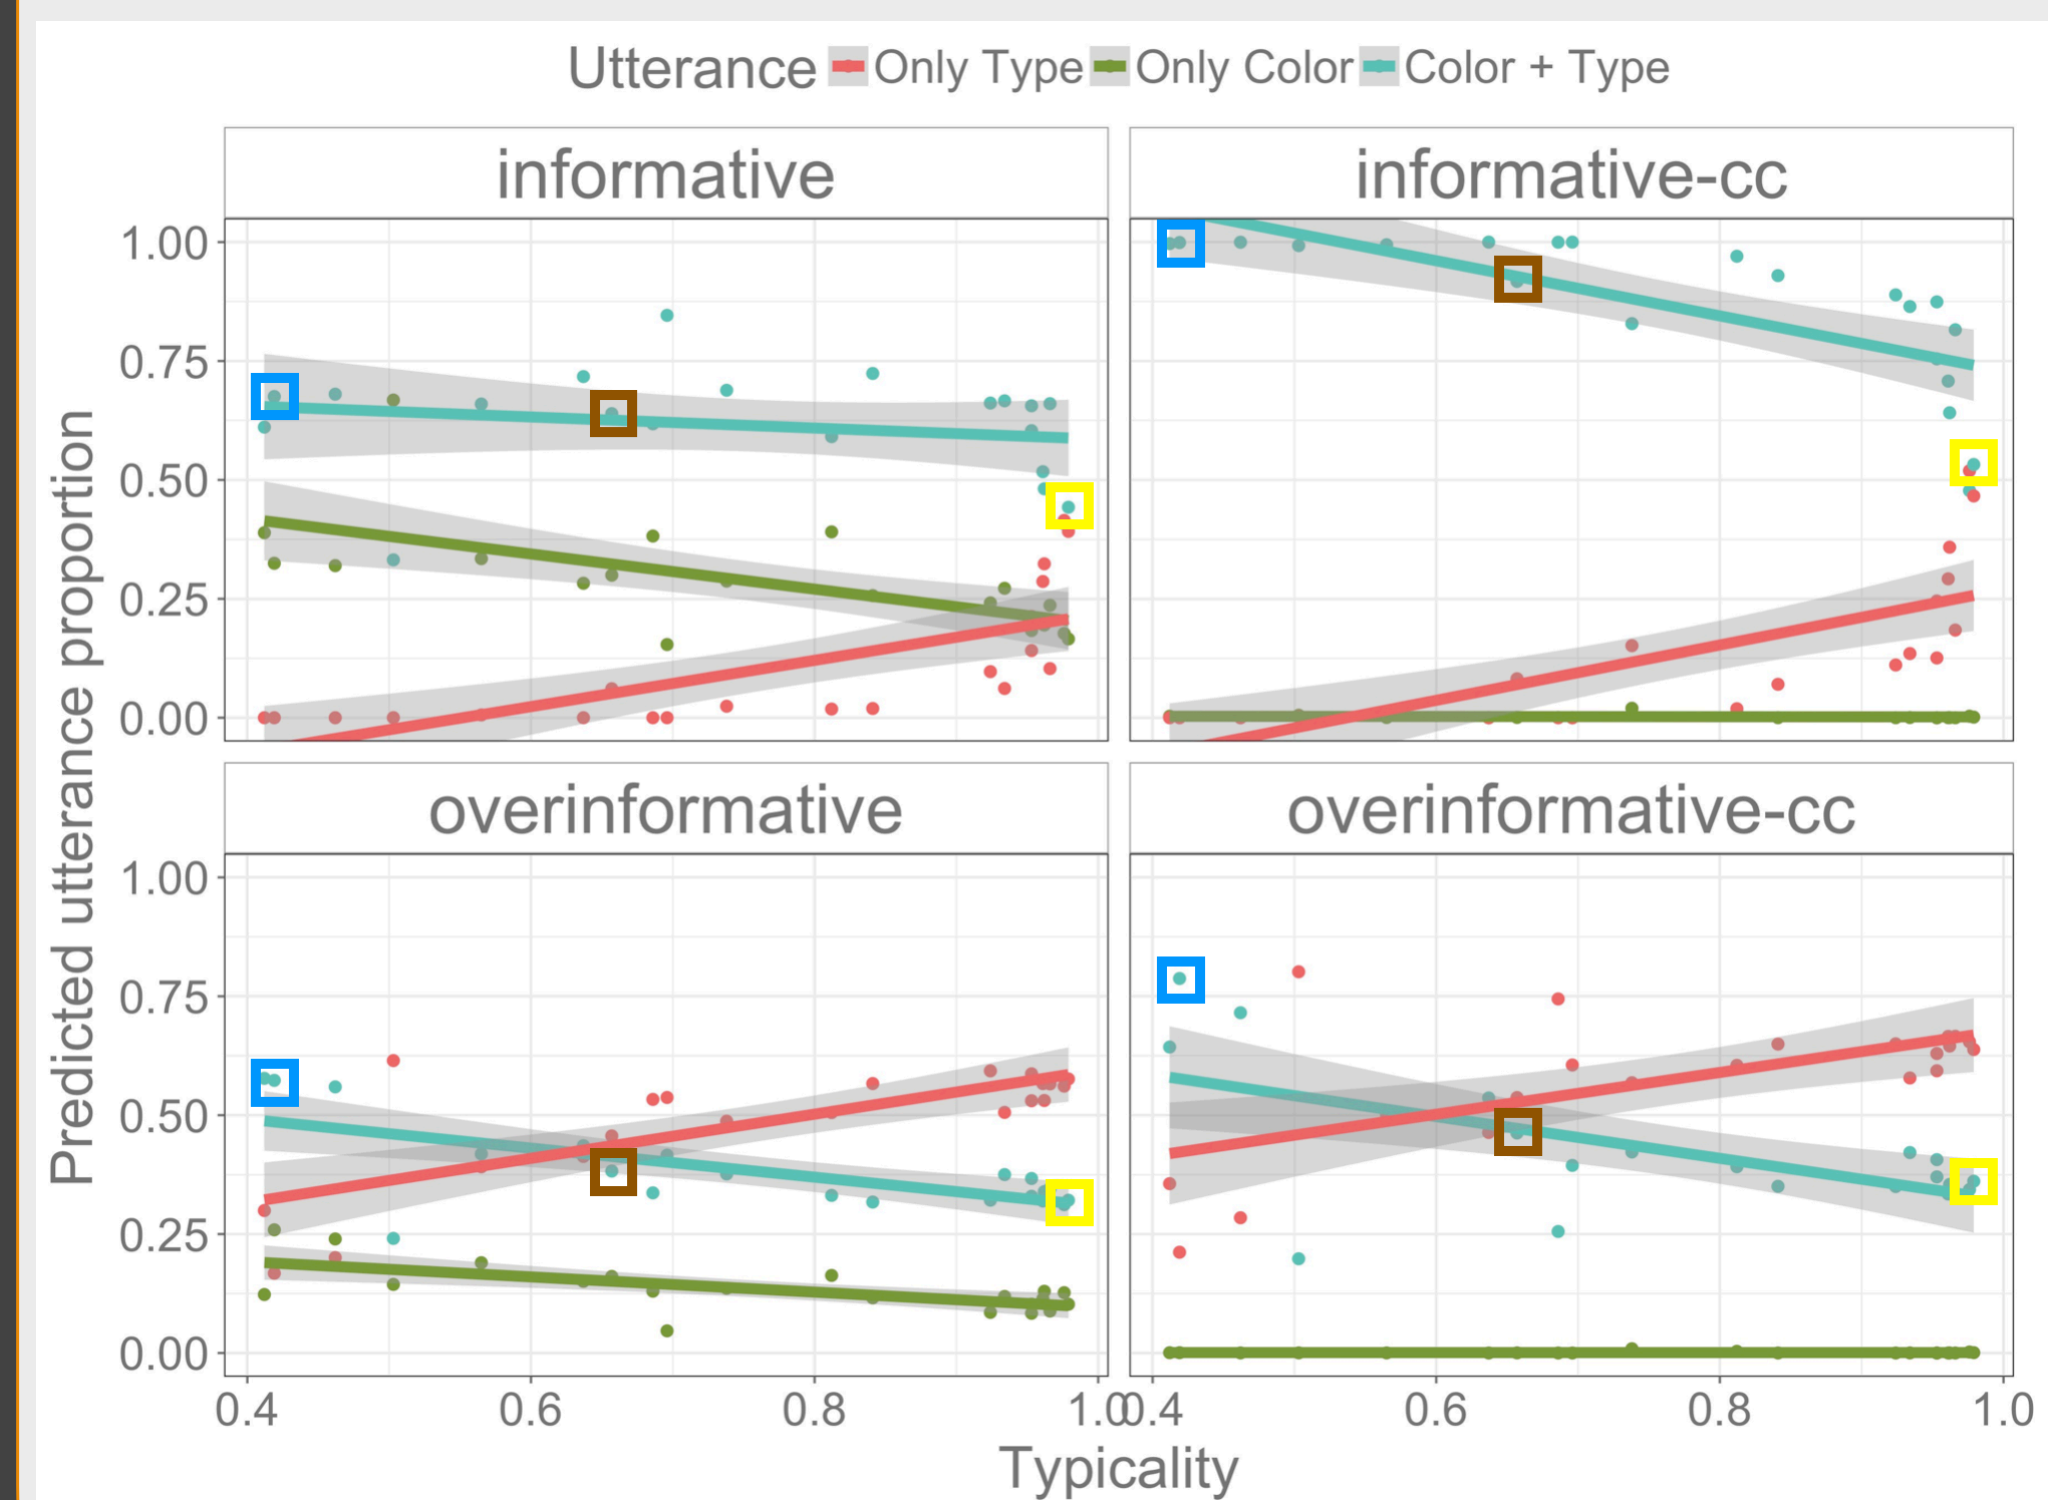 Utterance Only Type Only Color Color + Type
informative informative-cc
1.00
0.75
0.50
0.25
0.00
overinformative overinformative-cc
1.00
0.75
0.50
0.25
0.00
0.4 0.6 0.8 1.0 0.4 0.6 0.8 1.0
Typicality
Predicted utterance proportion